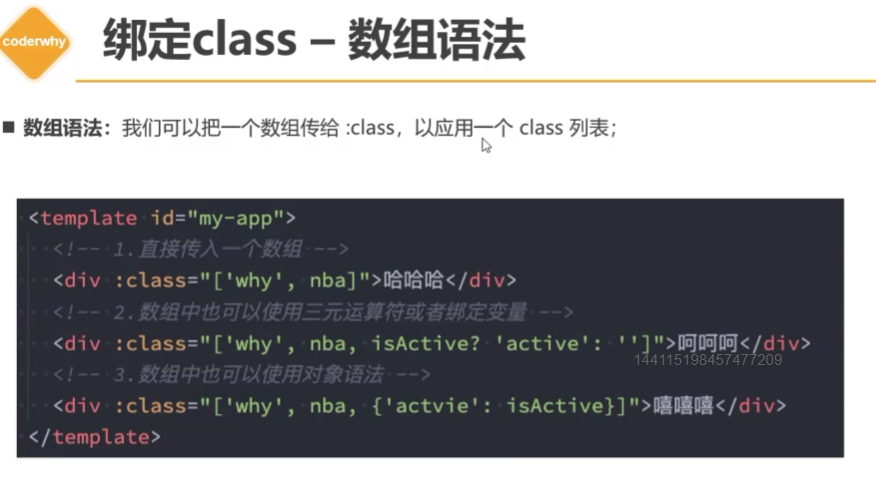 coderwhy
绑定class – 数组语法
■ 数组语法：我们可以把一个数组传给 :class，以应用一个 class 列表；
<template id="my-app">
<!-- 1.直接传入一个数组 -->
<div :class="['why', nba]">哈哈哈</div>
<!-- 2.数组中也可以使用三元运算符或者绑定变量 -->
<div :class="['why', nba, isActive? 'active': '']">呵呵呵</div>
144115198457477209
<!-- 3.数组中也可以使用对象语法 -->
<div :class="['why', nba, {'actvie': isActive}]">嘻嘻嘻</div>
</template>